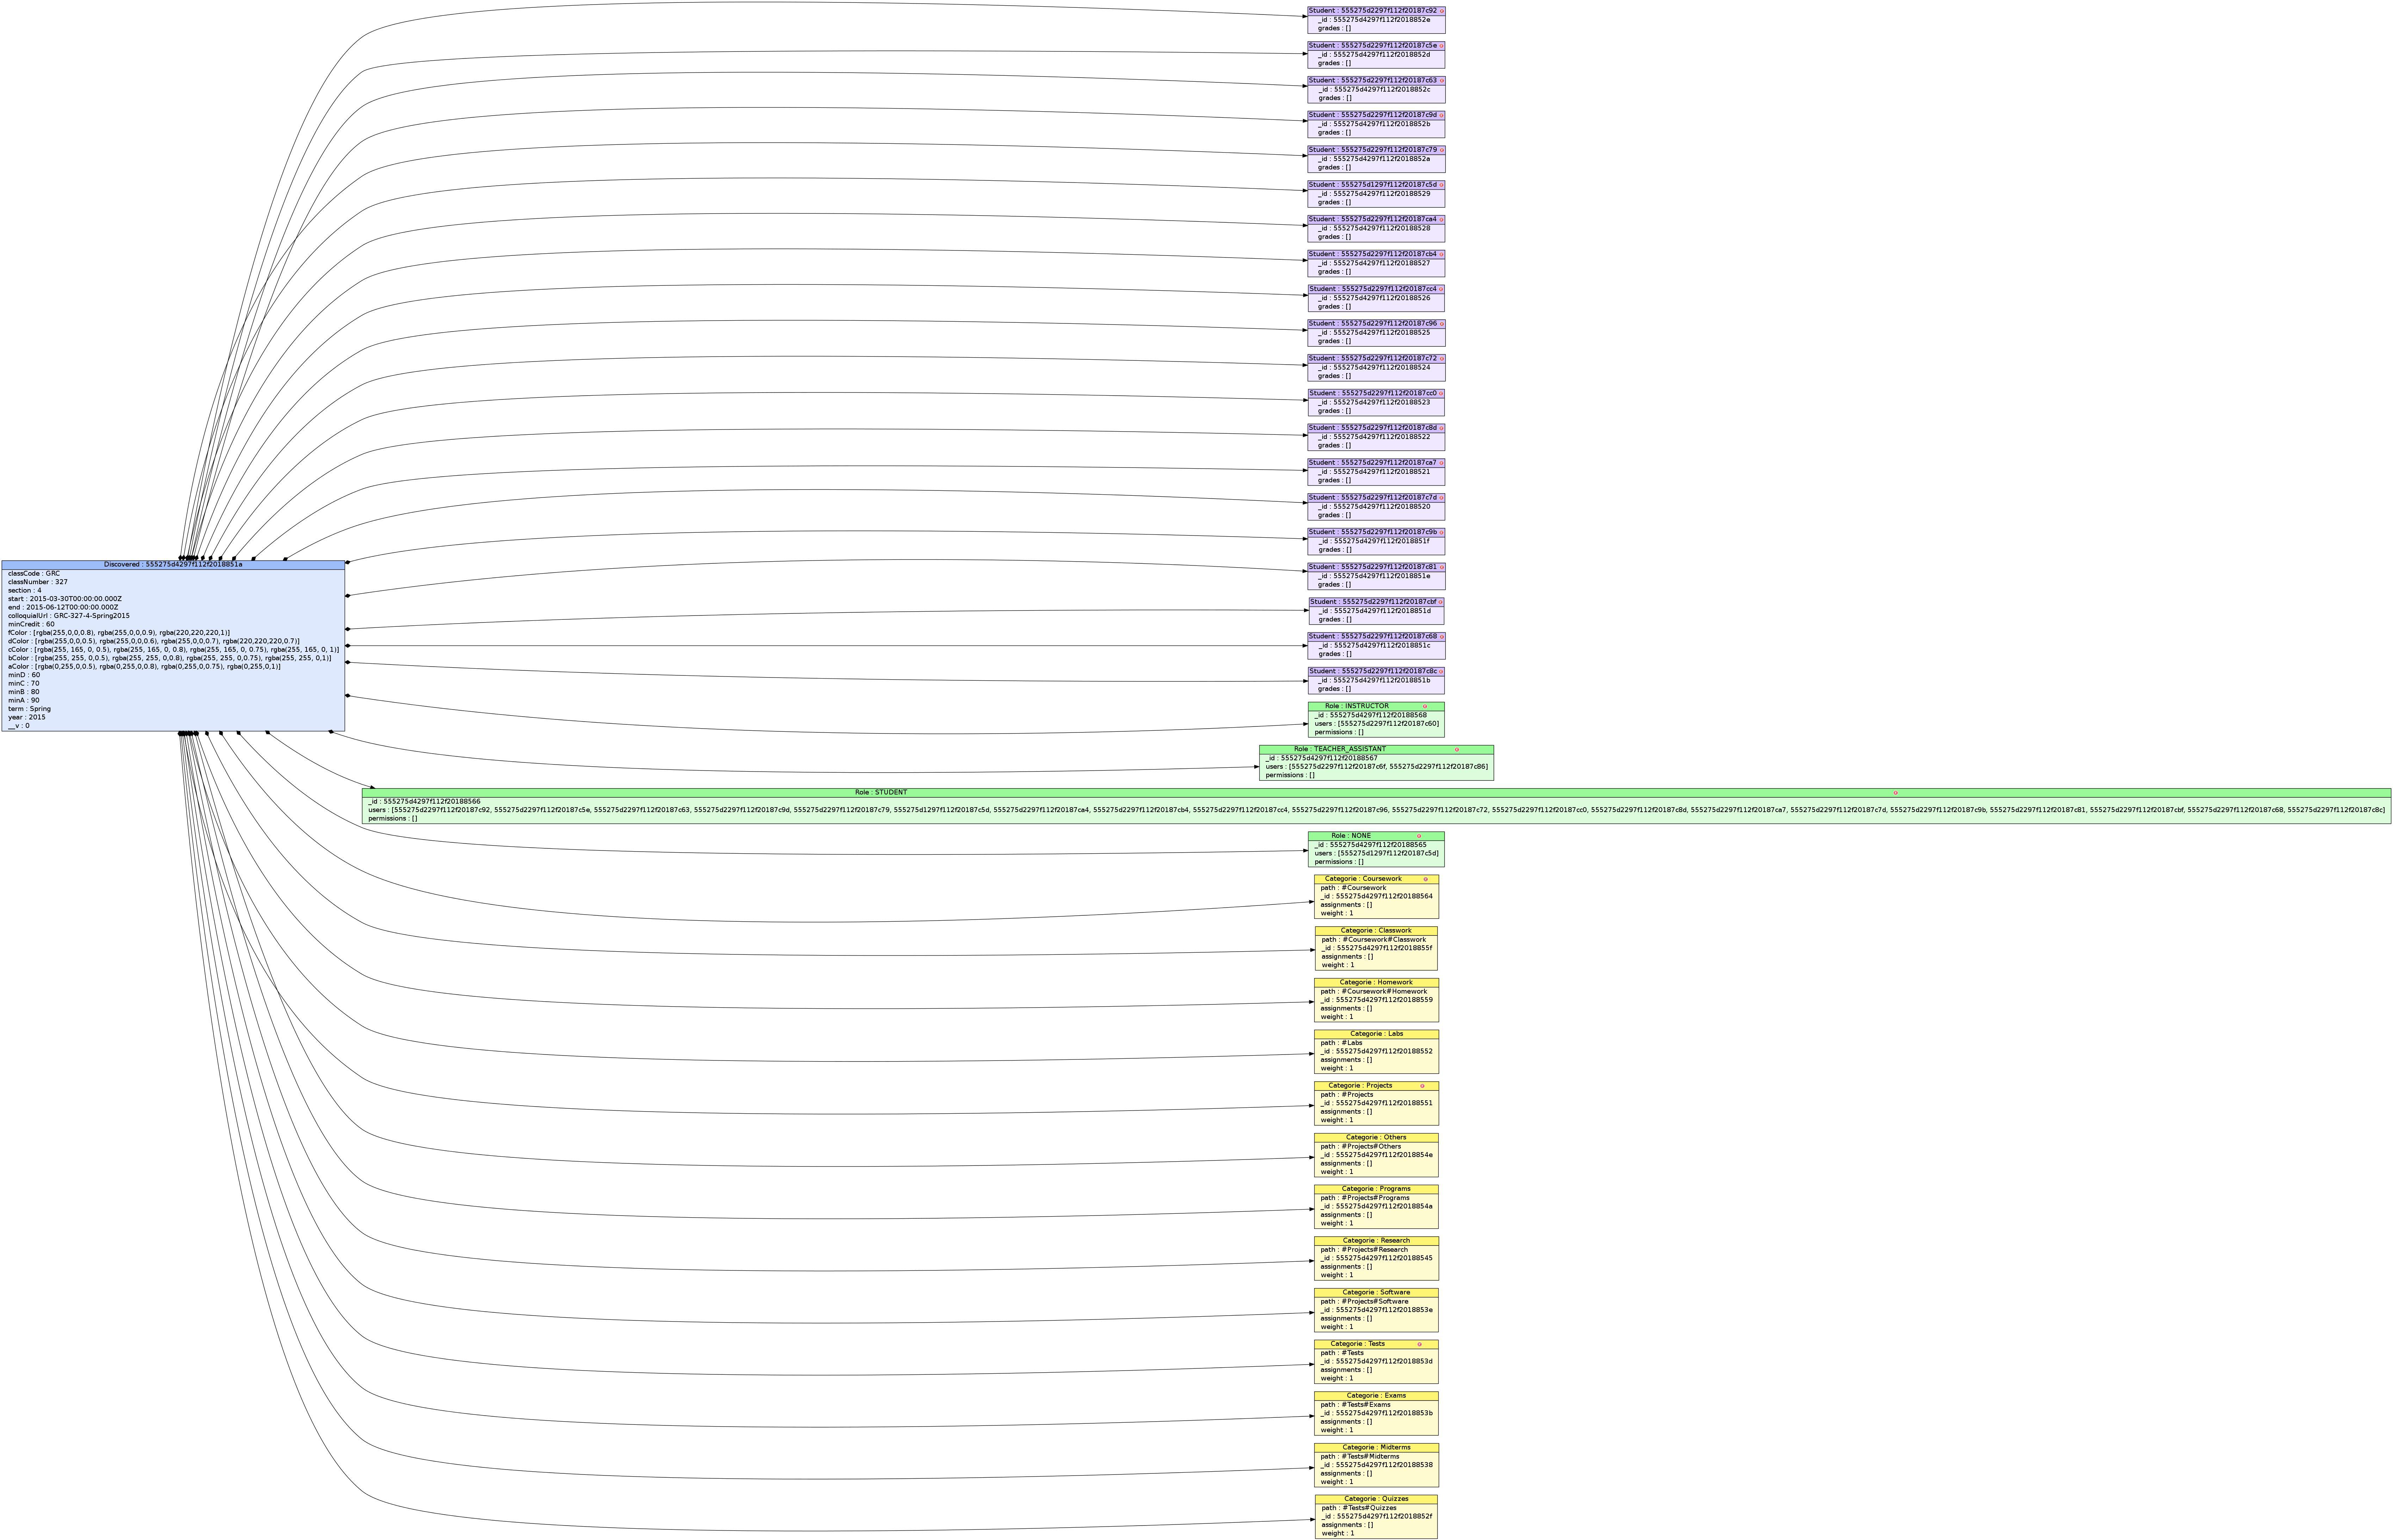 Student : 555275d2297f112f20187c92
_id : 555275d4297f112f2018852e
grades : []
Student : 555275d2297f112f20187c5e
_id : 555275d4297f112f2018852d
grades : []
Student : 555275d2297f112f20187c63
_id : 555275d4297f112f2018852c
grades : []
Student : 555275d2297f112f20187c9d
_id : 555275d4297f112f2018852b
grades : []
Student : 555275d2297f112f20187c79
_id : 555275d4297f112f2018852a
grades : []
Student : 555275d1297f112f20187c5d
_id : 555275d4297f112f20188529
grades : []
Student : 555275d2297f112f20187ca4
_id : 555275d4297f112f20188528
grades : []
Student : 555275d2297f112f20187cb4
_id : 555275d4297f112f20188527
grades : []
Student : 555275d2297f112f20187cc4
_id : 555275d4297f112f20188526
grades : []
Student : 555275d2297f112f20187c96
_id : 555275d4297f112f20188525
grades : []
Student : 555275d2297f112f20187c72
_id : 555275d4297f112f20188524
grades : []
Student : 555275d2297f112f20187cc0
_id : 555275d4297f112f20188523
grades : []
Student : 555275d2297f112f20187c8d
_id : 555275d4297f112f20188522
grades : []
Student : 555275d2297f112f20187ca7
_id : 555275d4297f112f20188521
grades : []
Student : 555275d2297f112f20187c7d
_id : 555275d4297f112f20188520
grades : []
Student : 555275d2297f112f20187c9b
_id : 555275d4297f112f2018851f
grades : []
Student : 555275d2297f112f20187c81
_id : 555275d4297f112f2018851e
grades : []
Student : 555275d2297f112f20187cbf
_id : 555275d4297f112f2018851d
grades : []
Student : 555275d2297f112f20187c68
_id : 555275d4297f112f2018851c
grades : []
Student : 555275d2297f112f20187c8c
_id : 555275d4297f112f2018851b
grades : []
Discovered : 555275d4297f112f2018851a
classCode : GRC
classNumber : 327
section : 4
start : 2015-03-30T00:00:00.000Z
end : 2015-06-12T00:00:00.000Z
colloquialUrl : GRC-327-4-Spring2015
minCredit : 60
fColor : [rgba(255,0,0,0.8), rgba(255,0,0,0.9), rgba(220,220,220,1)]
dColor : [rgba(255,0,0,0.5), rgba(255,0,0,0.6), rgba(255,0,0,0.7), rgba(220,220,220,0.7)]
cColor : [rgba(255, 165, 0, 0.5), rgba(255, 165, 0, 0.8), rgba(255, 165, 0, 0.75), rgba(255, 165, 0, 1)]
bColor : [rgba(255, 255, 0,0.5), rgba(255, 255, 0,0.8), rgba(255, 255, 0,0.75), rgba(255, 255, 0,1)]
aColor : [rgba(0,255,0,0.5), rgba(0,255,0,0.8), rgba(0,255,0,0.75), rgba(0,255,0,1)]
minD : 60
minC : 70
minB : 80
minA : 90
term : Spring
year : 2015
__v : 0
Role : INSTRUCTOR
_id : 555275d4297f112f20188568
users : [555275d2297f112f20187c60]
permissions : []
Role : TEACHER_ASSISTANT
_id : 555275d4297f112f20188567
users : [555275d2297f112f20187c6f, 555275d2297f112f20187c86]
permissions : []
Role : STUDENT
_id : 555275d4297f112f20188566
users : [555275d2297f112f20187c92, 555275d2297f112f20187c5e, 555275d2297f112f20187c63, 555275d2297f112f20187c9d, 555275d2297f112f20187c79, 555275d1297f112f20187c5d, 555275d2297f112f20187ca4, 555275d2297f112f20187cb4, 555275d2297f112f20187cc4, 555275d2297f112f20187c96, 555275d2297f112f20187c72, 555275d2297f112f20187cc0, 555275d2297f112f20187c8d, 555275d2297f112f20187ca7, 555275d2297f112f20187c7d, 555275d2297f112f20187c9b, 555275d2297f112f20187c81, 555275d2297f112f20187cbf, 555275d2297f112f20187c68, 555275d2297f112f20187c8c]
permissions : []
Role : NONE
_id : 555275d4297f112f20188565
users : [555275d1297f112f20187c5d]
permissions : []
Categorie : Coursework
path : #Coursework
_id : 555275d4297f112f20188564
assignments : []
weight : 1
Categorie : Classwork
path : #Coursework#Classwork
_id : 555275d4297f112f2018855f
assignments : []
weight : 1
Categorie : Homework
path : #Coursework#Homework
_id : 555275d4297f112f20188559
assignments : []
weight : 1
Categorie : Labs
path : #Labs
_id : 555275d4297f112f20188552
assignments : []
weight : 1
Categorie : Projects
path : #Projects
_id : 555275d4297f112f20188551
assignments : []
weight : 1
Categorie : Others
path : #Projects#Others
_id : 555275d4297f112f2018854e
assignments : []
weight : 1
Categorie : Programs
path : #Projects#Programs
_id : 555275d4297f112f2018854a
assignments : []
weight : 1
Categorie : Research
path : #Projects#Research
_id : 555275d4297f112f20188545
assignments : []
weight : 1
Categorie : Software
path : #Projects#Software
_id : 555275d4297f112f2018853e
assignments : []
weight : 1
Categorie : Tests
path : #Tests
_id : 555275d4297f112f2018853d
assignments : []
weight : 1
Categorie : Exams
path : #Tests#Exams
_id : 555275d4297f112f2018853b
assignments : []
weight : 1
Categorie : Midterms
path : #Tests#Midterms
_id : 555275d4297f112f20188538
assignments : []
weight : 1
Categorie : Quizzes
path : #Tests#Quizzes
_id : 555275d4297f112f2018852f
assignments : []
weight : 1